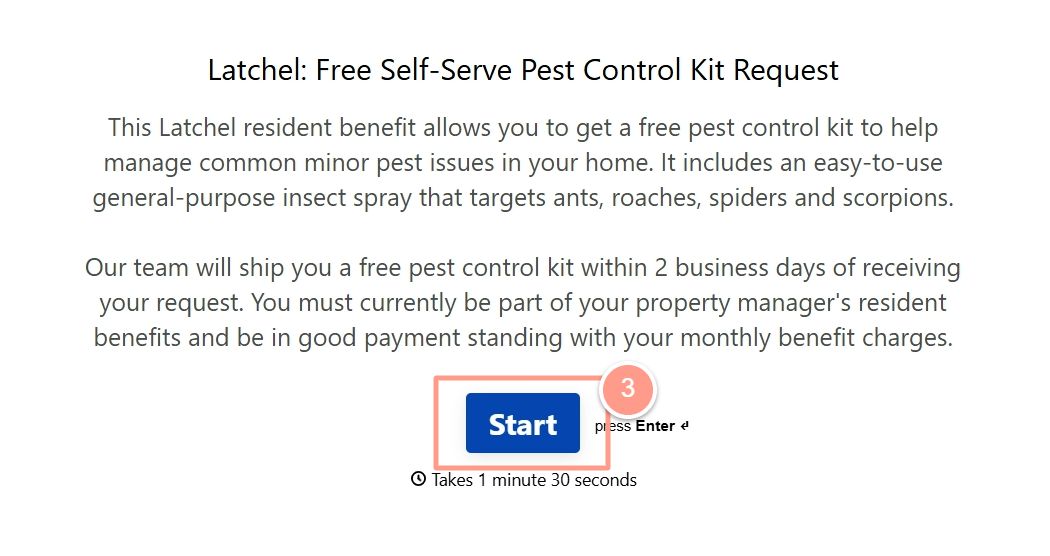 Latchel: Free Self-Serve Pest Control Kit Request
This Latchel resident benefit allows you to get a free pest control kit to help
manage common minor pest issues in your home. It includes an easy-to-use
general-purpose insect spray that targets ants, roaches, spiders and scorpions.
Our team will ship you a free pest control kit within 2 business days of receiving
your request. You must currently be part of your property manager's resident
benefits and be in good payment standing with your monthly benefit charges.
3
Start
press Enter ↵
Takes 1 minute 30 seconds